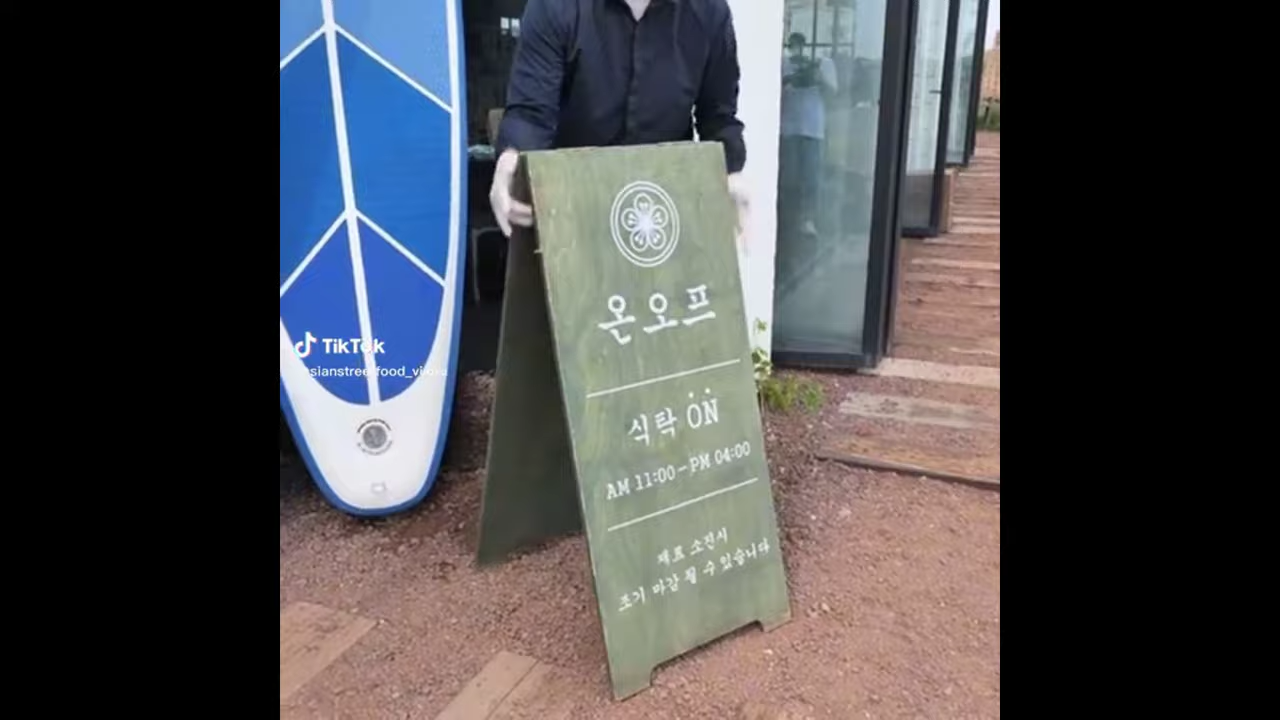 온오프
식탁 ON
AM 11:00-PM 04:00
재료 소진시
조기 마감 될 수 있습니다
TikTok